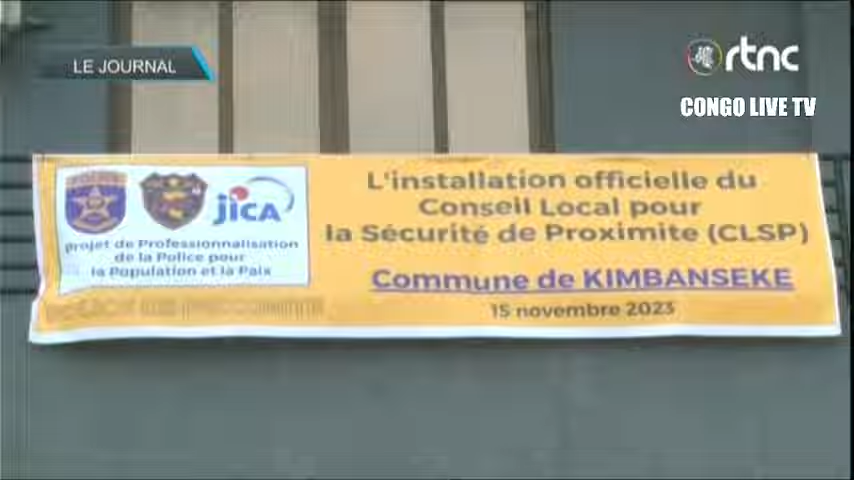 LE JOURNAL
rtnc
CONGO LIVE TV
jICA
projet de Professionnalisation
de la Police pour
la Population et la Paix
L'installation officielle du
Conseil Local pour
la Sécurité de Proximite (CLSP)
Commune de KIMBANSEKE
15 novembre 2023